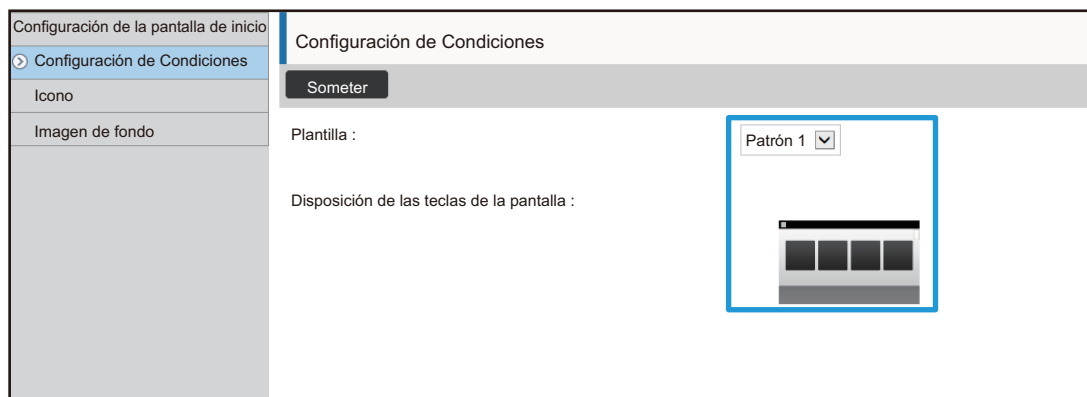 Configuración de la pantalla de inicio
Configuración de Condiciones
Icono
Imagen de fondo
Configuración de Condiciones
Someter
Plantilla :
Patrón 1
Disposición de las teclas de la pantalla :